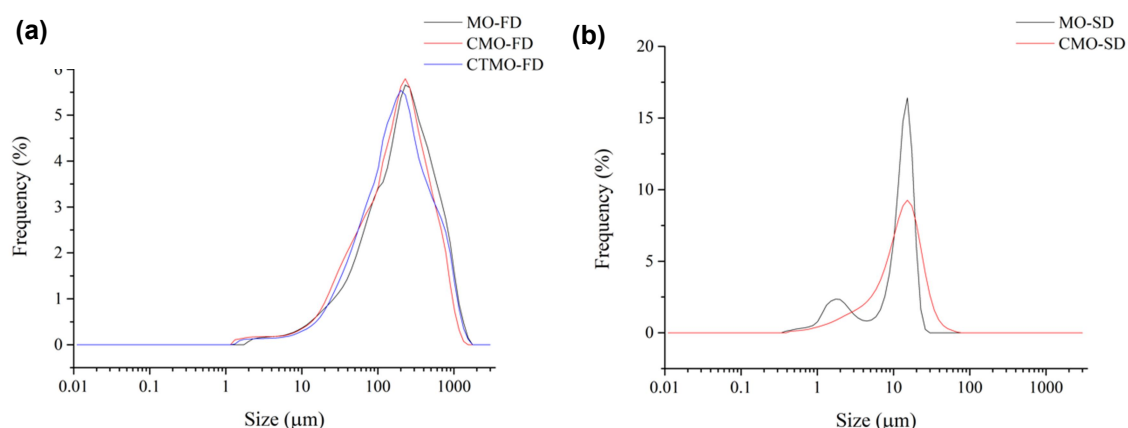 (a)
MO-FD
CMO-FD
CTMO-FD
Frequency (%)
6
5
4
3
2
1
0
0.01 0.1 1 10 100 1000
Size (μm)
(b)
MO-SD
CMO-SD
Frequency (%)
20
15
10
5
0
0.01 0.1 1 10 100 1000
Size (μm)